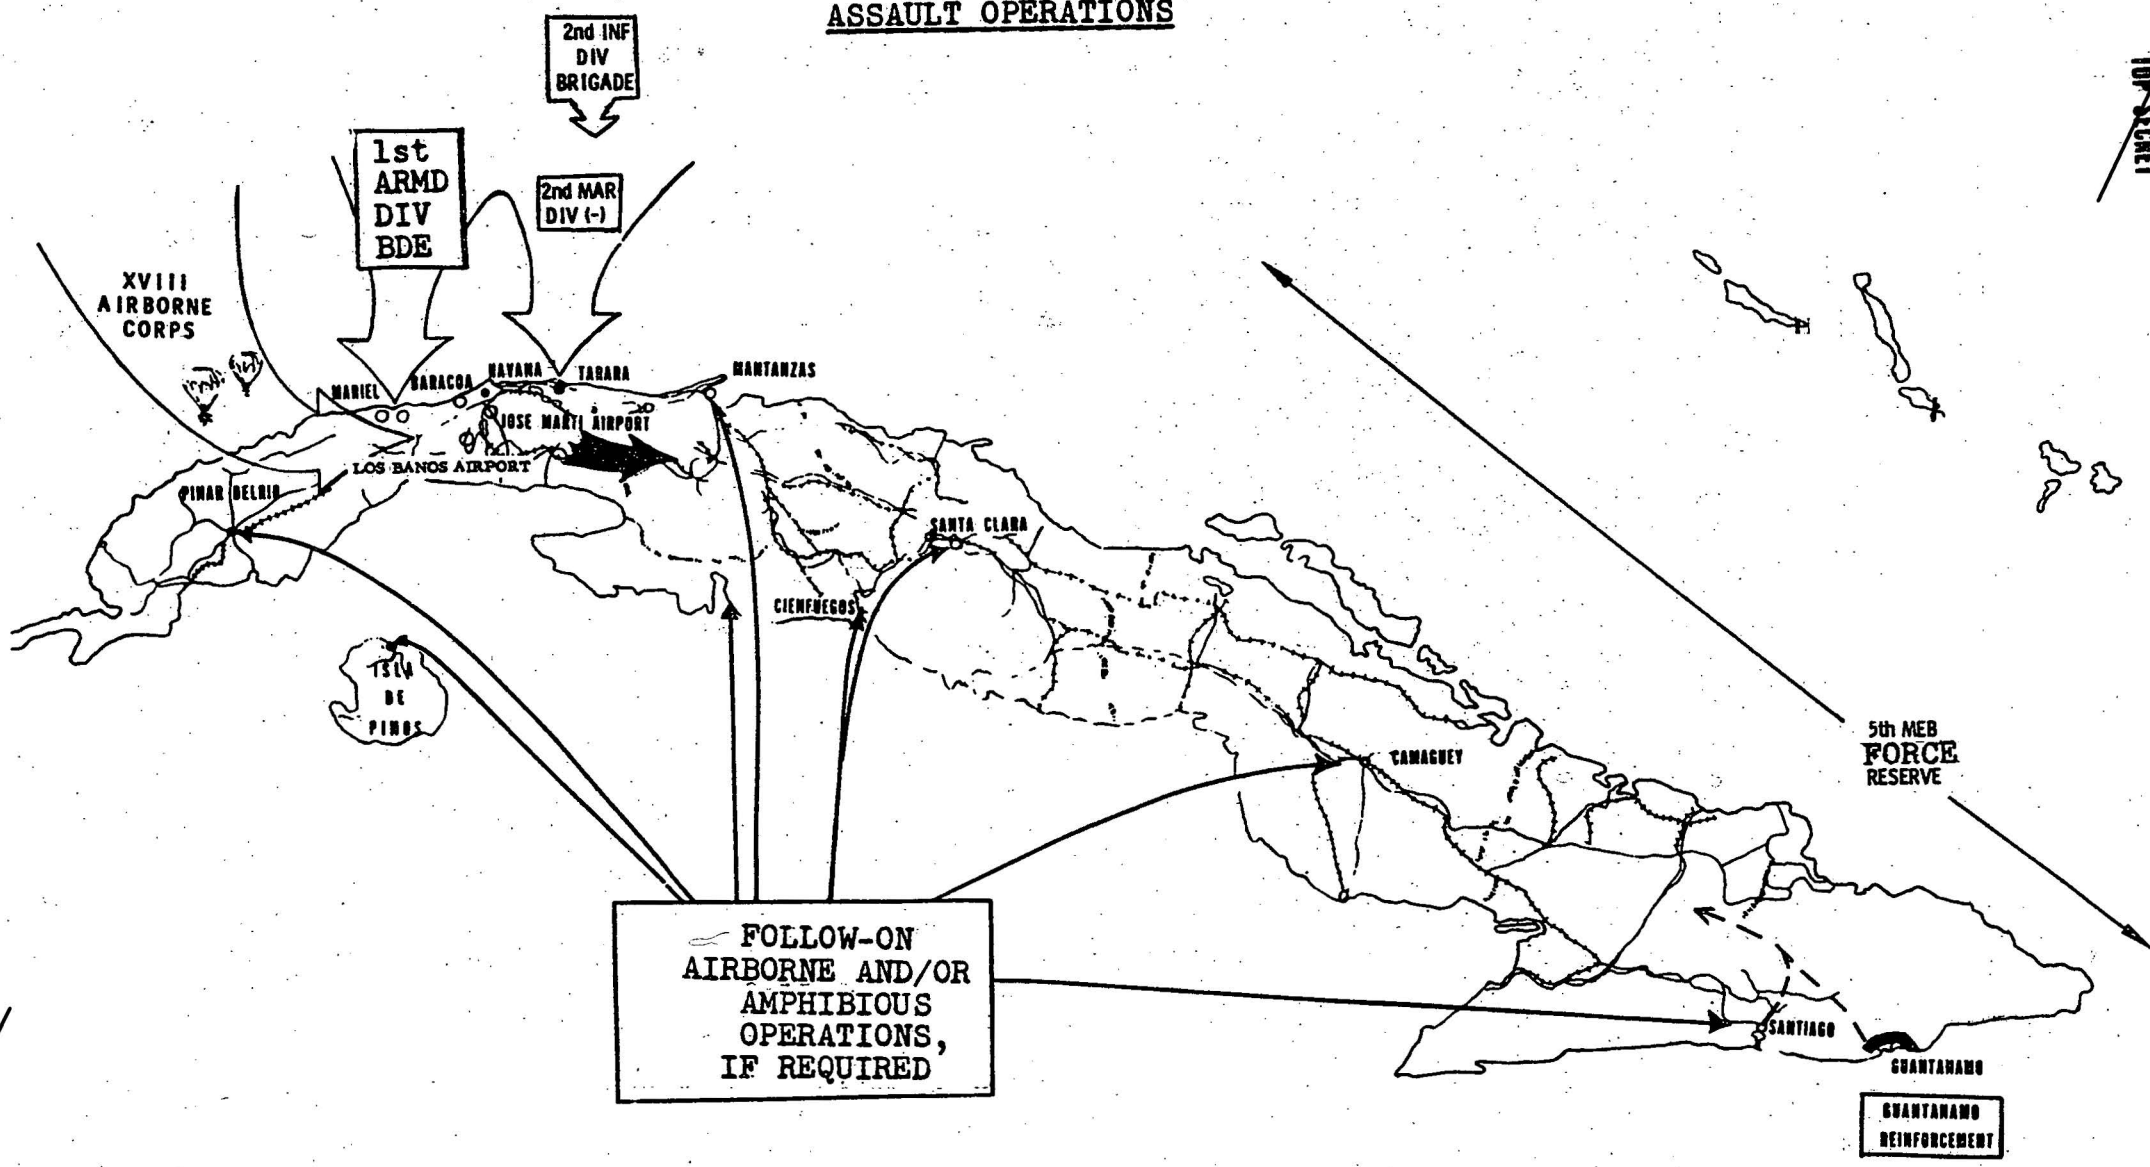 ASSAULT OPERATIONS
TOP SECRET
2nd INF
DIV
BRIGADE
1st
ARMD
DIV
BDE
2nd MAR
DIV (-)
XVIII
AIRBORNE
CORPS
MARIEL
BARACOA
HAVANA
TARARA
MANTANZAS
JOSE MARTI AIRPORT
LOS BANOS AIRPORT
PINAR DELRIO
SANTA CLARA
CIENFUEGOS
ISLA
DE
PINOS
CAMAGUEY
5th MEB
FORCE
RESERVE
FOLLOW-ON
AIRBORNE AND/OR
AMPHIBIOUS
OPERATIONS,
IF REQUIRED
SANTIAGO
GUANTANAMO
GUANTANAMO
REINFORCEMENT